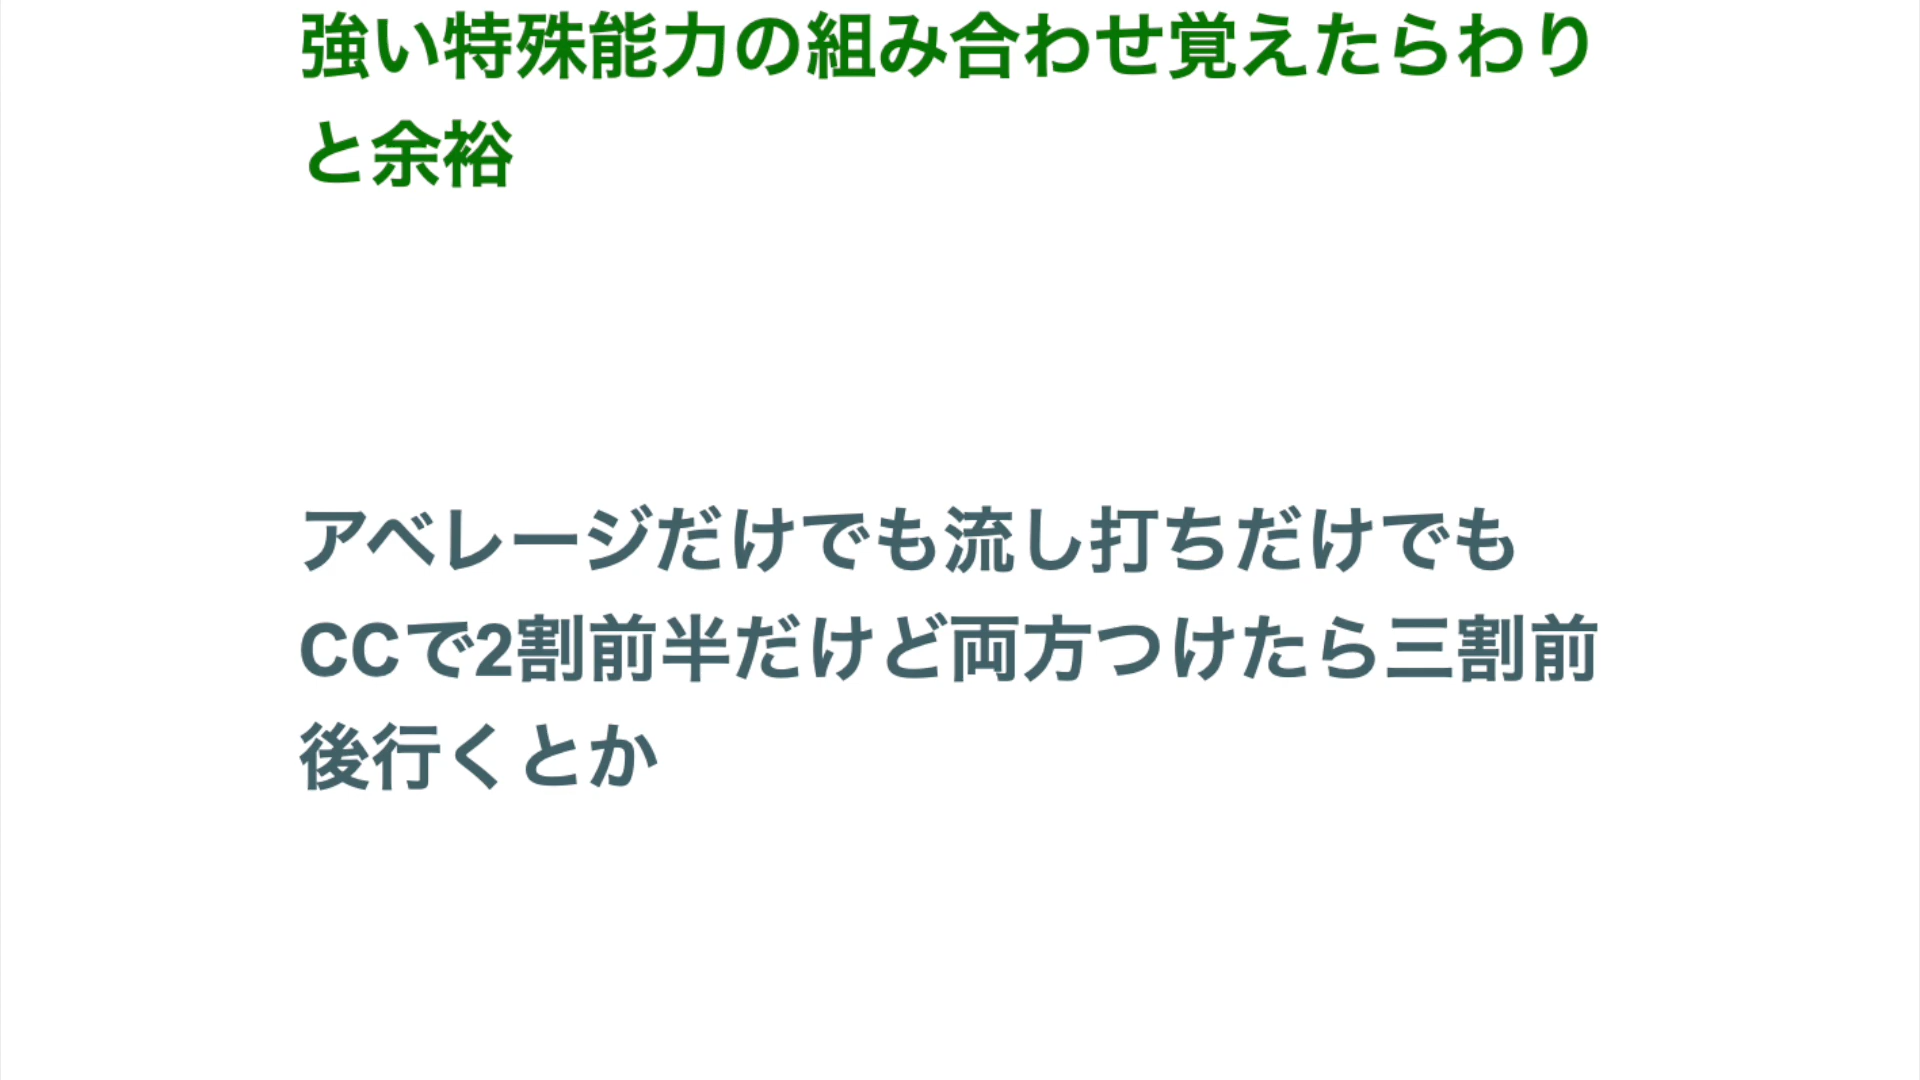 強い特殊能力の組み合わせ覚えたらわり
と余裕
アベレージだけでも流し打ちだけでも
CCで2割前半だけど両方つけたら三割前
後行くとか